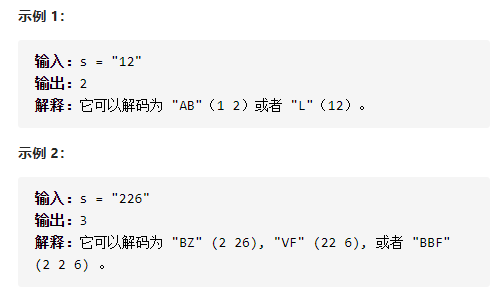 示例 1：
输入：s = "12"
输出：2
解释：它可以解码为 "AB"（1 2）或者 "L"（12）。
示例 2：
输入：s = "226"
输出：3
解释：它可以解码为 "BZ" (2 26), "VF" (22 6), 或者 "BBF"
(2 2 6) 。